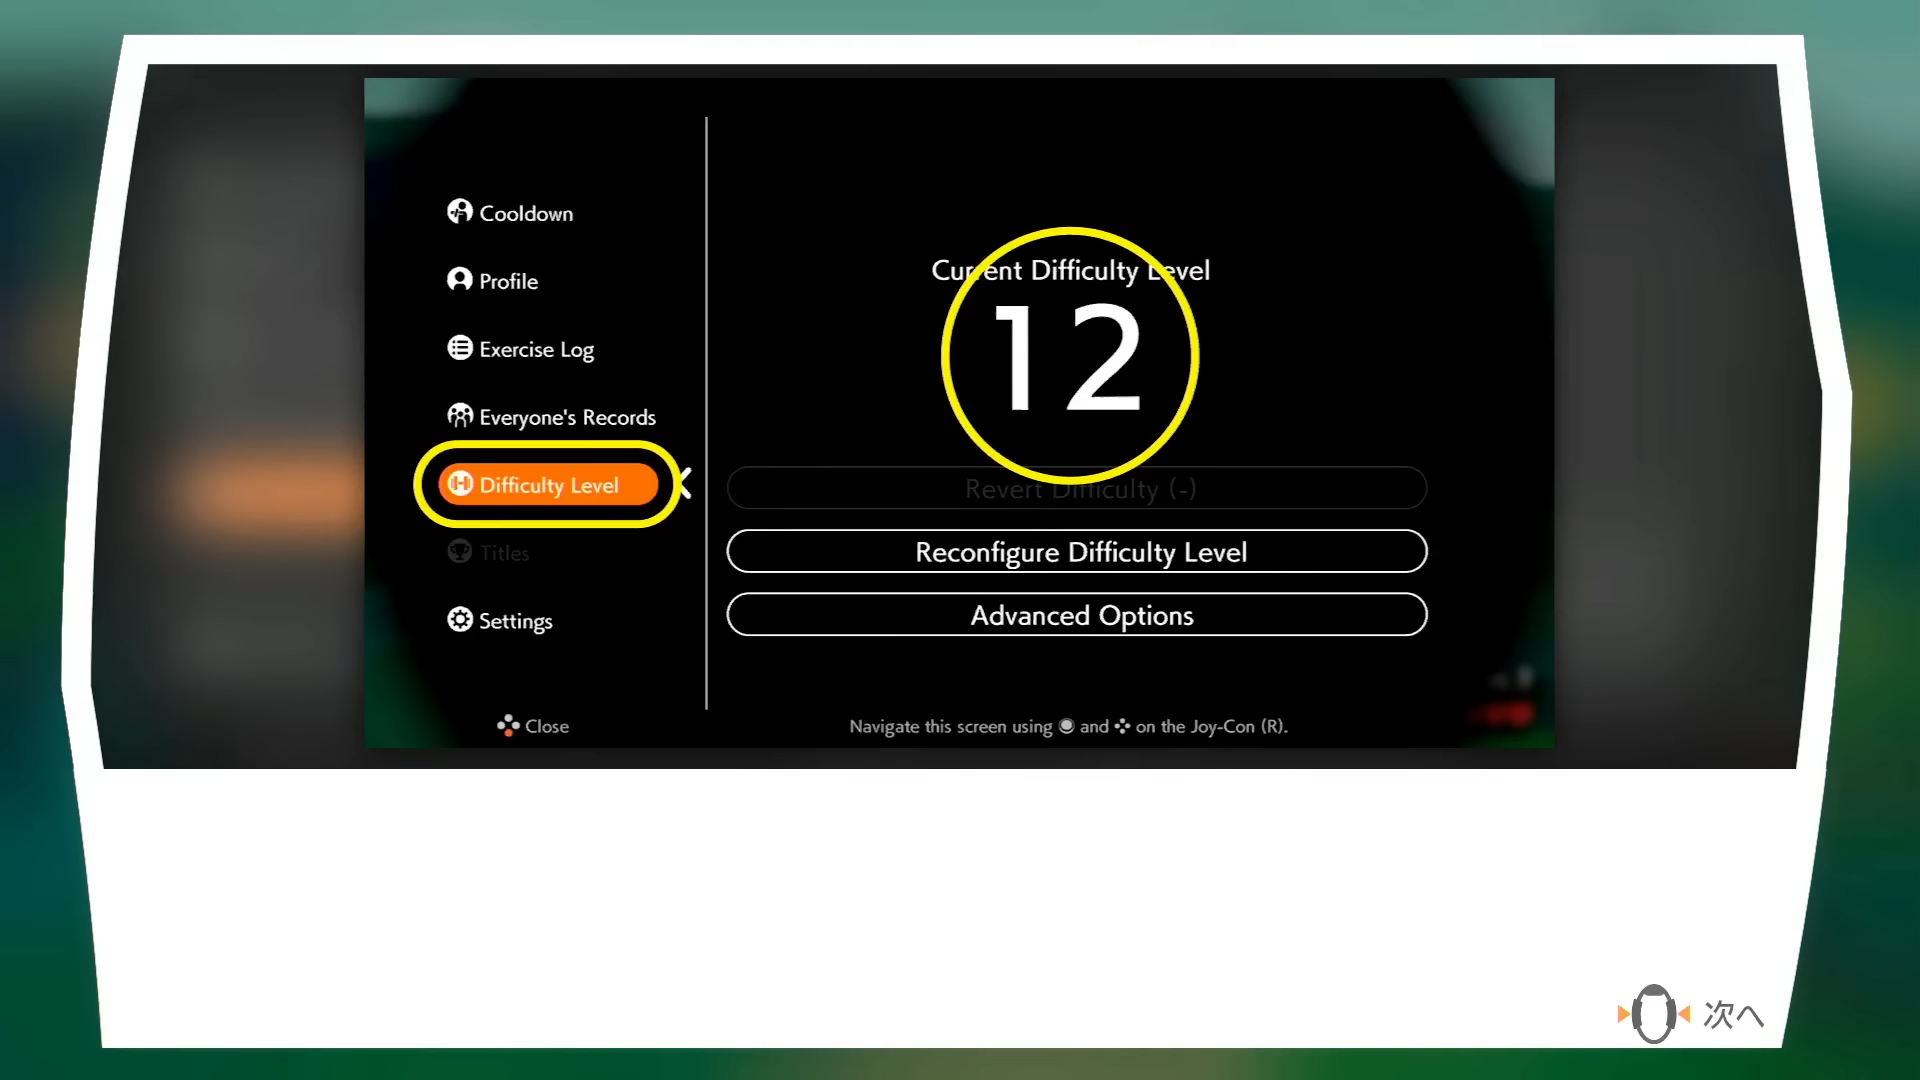 Cooldown
Profile
Exercise Log
Everyone's Records
Difficulty Level
Titles
Settings
Close
Current Difficulty Level
12
Revert Difficulty (-)
Reconfigure Difficulty Level
Advanced Options
Navigate this screen using and on the Joy-Con (R).
次へ